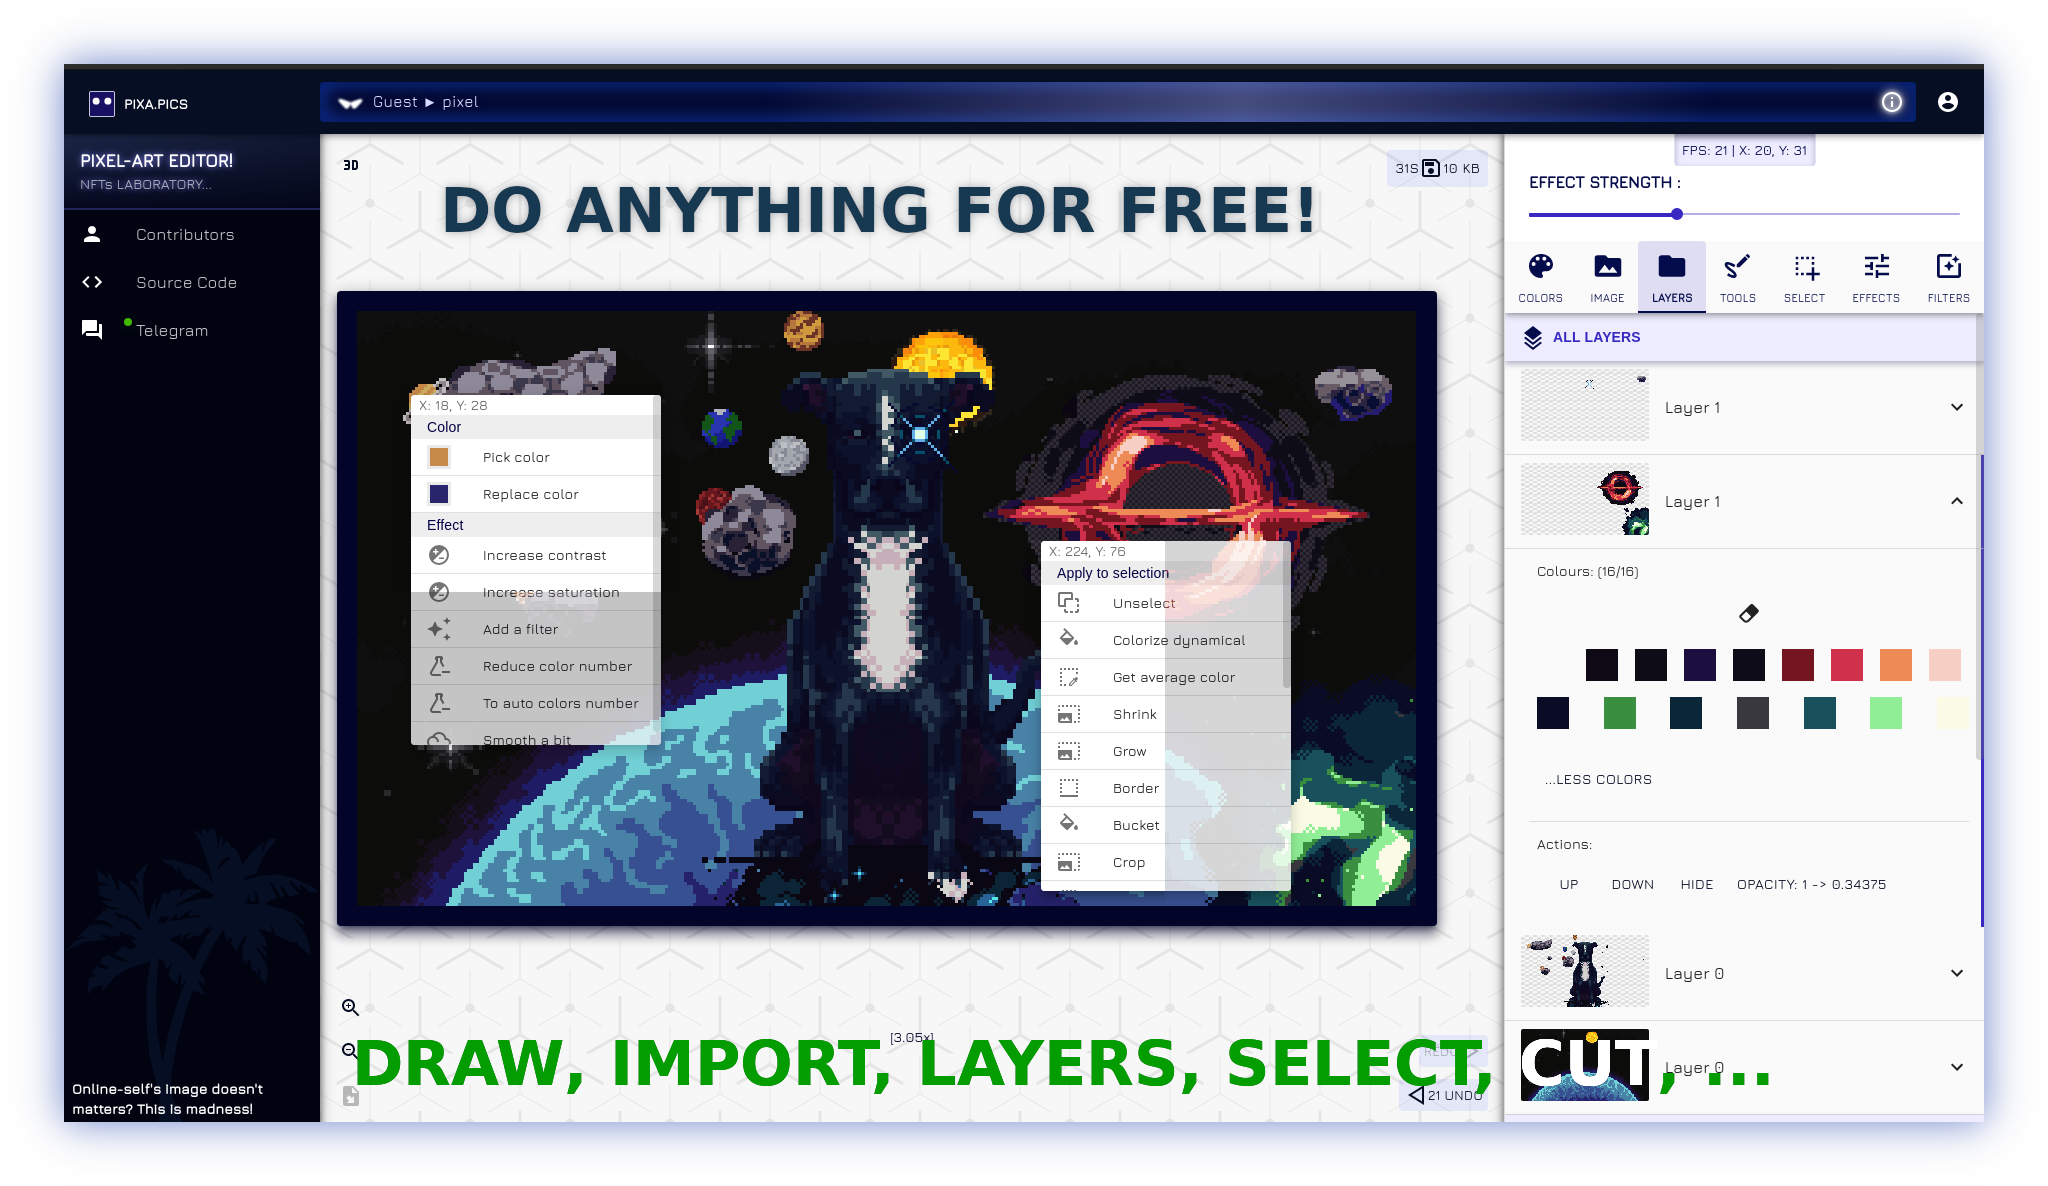 PIXA.PICS
Guest ► pixel
PIXEL-ART EDITOR!
NFTs LABORATORY...
Contributors
Source Code
Telegram
Online-self's image doesn't
matters? This is madness!
3D
31S 10 KB
DO ANYTHING FOR FREE!
X: 18, Y: 28
Color
Pick color
Replace color
Effect
Increase contrast
Increase saturation
Add a filter
Reduce color number
To auto colors number
Smooth a bit
X: 224, Y: 76
Apply to selection
Unselect
Colorize dynamical
Get average color
Shrink
Grow
Border
Bucket
Crop
[3.05x]
DRAW, IMPORT, LAYERS, SELECT, CUT, ...
REDO
21 UNDO
FPS: 21 | X: 20, Y: 31
EFFECT STRENGTH :
COLORS IMAGE LAYERS TOOLS SELECT EFFECTS FILTERS
ALL LAYERS
Layer 1
Layer 1
Colours: (16/16)
...LESS COLORS
Actions:
UP DOWN HIDE OPACITY: 1 -> 0.34375
Layer 0
Layer 0